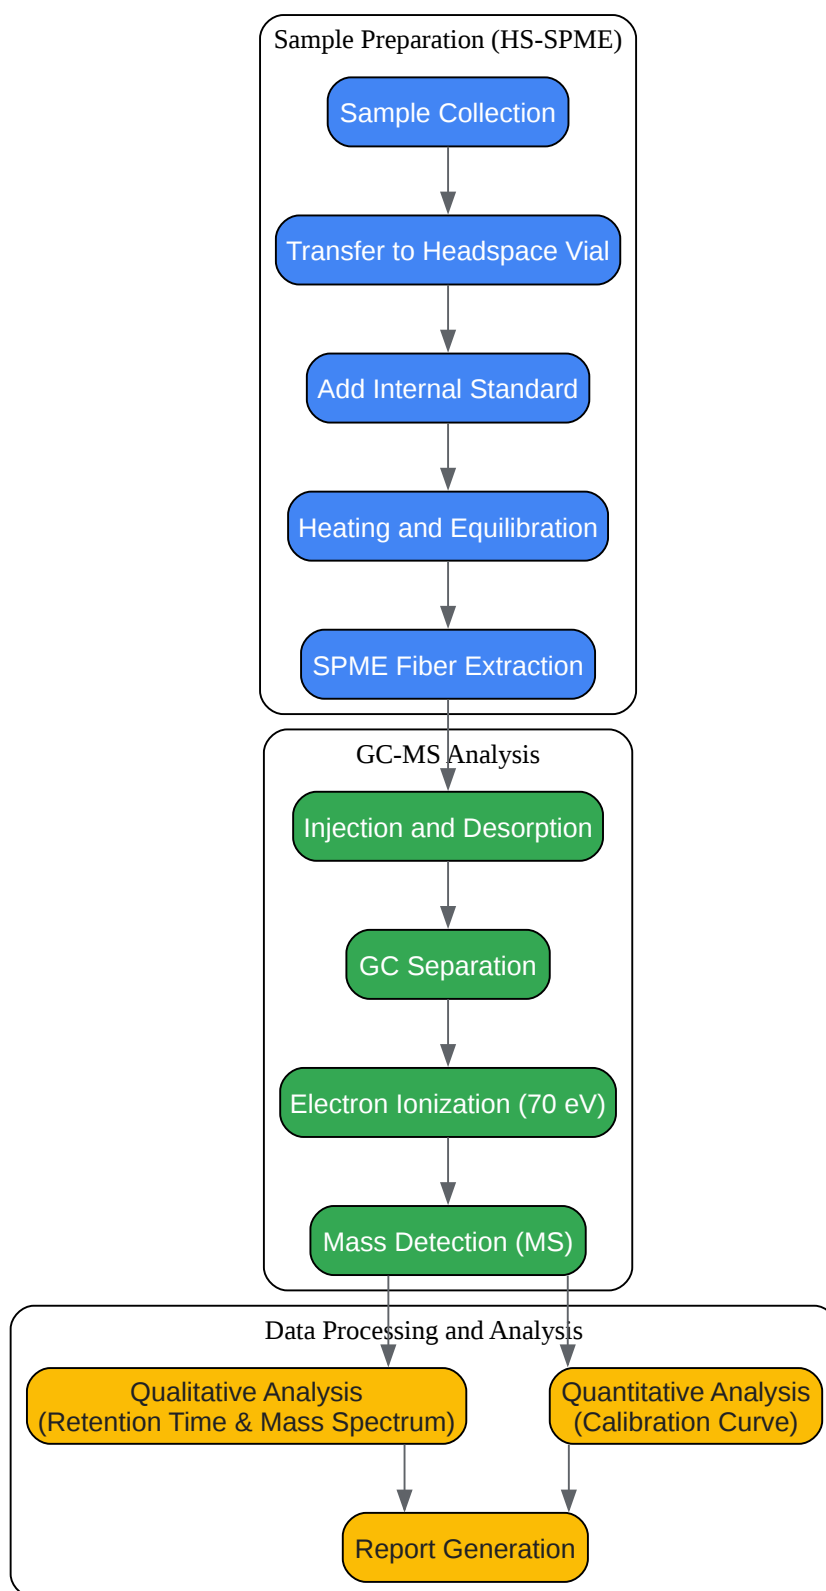 Sample Preparation (HS-SPME)
Sample Collection
Transfer to Headspace Vial
Add Internal Standard
Heating and Equilibration
SPME Fiber Extraction
GC-MS Analysis
Injection and Desorption
GC Separation
Electron Ionization (70 eV)
Mass Detection (MS)
Data Processing and Analysis
Qualitative Analysis
(Retention Time & Mass Spectrum)
Quantitative Analysis
(Calibration Curve)
Report Generation